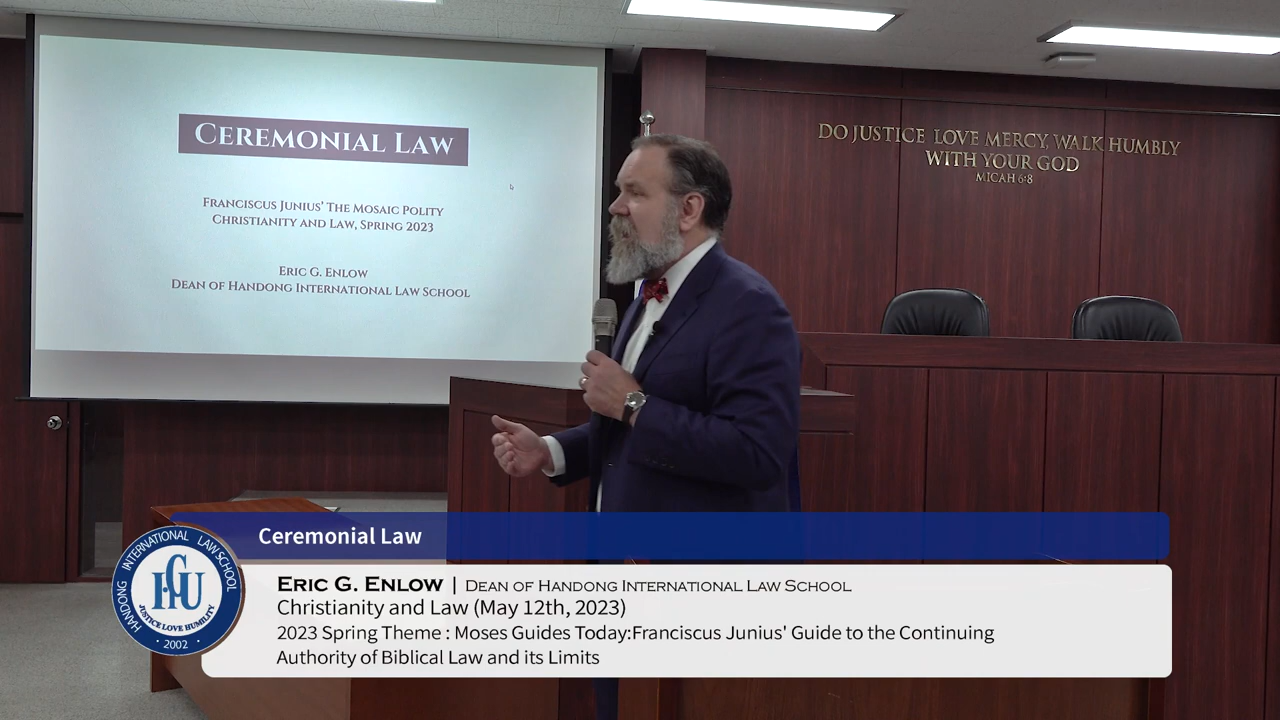 CEREMONIAL LAW
FRANCISCUS JUNIUS' THE MOSAIC POLITY
CHRISTIANITY AND LAW, SPRING 2023
ERIC G. ENLOW
DEAN OF HANDONG INTERNATIONAL LAW SCHOOL
DO JUSTICE LOVE MERCY, WALK HUMBLY
WITH YOUR GOD
MICAH 6:8
Ceremonial Law
ERIC G. ENLOW | DEAN OF HANDONG INTERNATIONAL LAW SCHOOL
Christianity and Law (May 12th, 2023)
2023 Spring Theme : Moses Guides Today:Franciscus Junius' Guide to the Continuing
Authority of Biblical Law and its Limits
HANDONG INTERNATIONAL LAW SCHOOL
HGU
JUSTICE LOVE HUMILITY
· 2002 ·